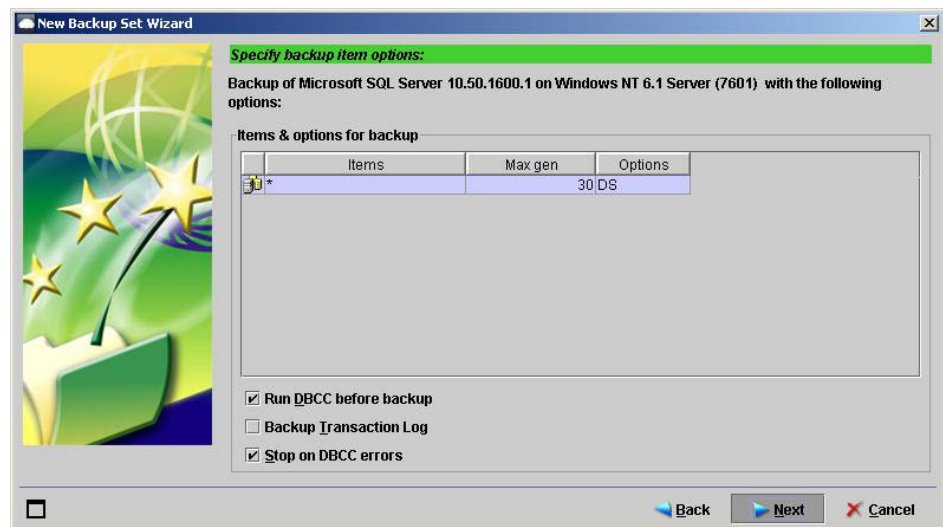 New Backup Set Wizard
Specify backup item options:
Backup of Microsoft SQL Server 10.50.1600.1 on Windows NT 6.1 Server (7601) with the following
options:
Items & options for backup
Items Max gen Options
* 30 DS
Run DBCC before backup
Backup Transaction Log
Stop on DBCC errors
Back Next Cancel